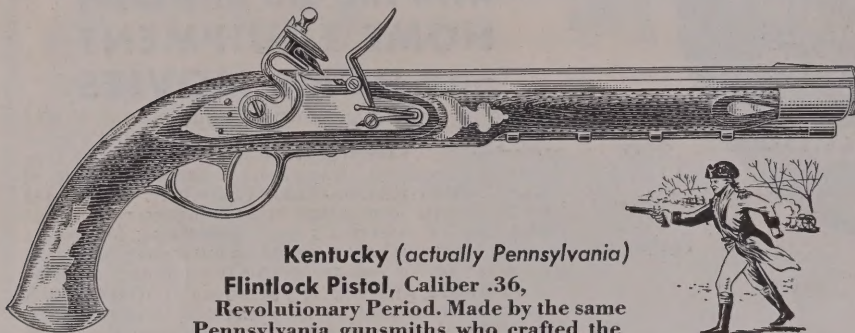 Kentucky (actually Pennsylvania)
Flintlock Pistol, Caliber .36,
Revolutionary Period. Made by the same
Pennsylvania gunsmiths who crafted the